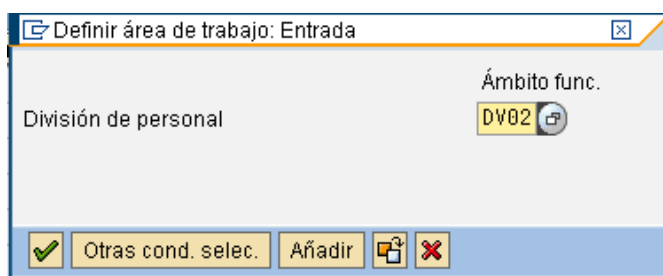 Definir área de trabajo: Entrada
Ámbito func.
División de personal
DV02
Otras cond. selec.
Añadir